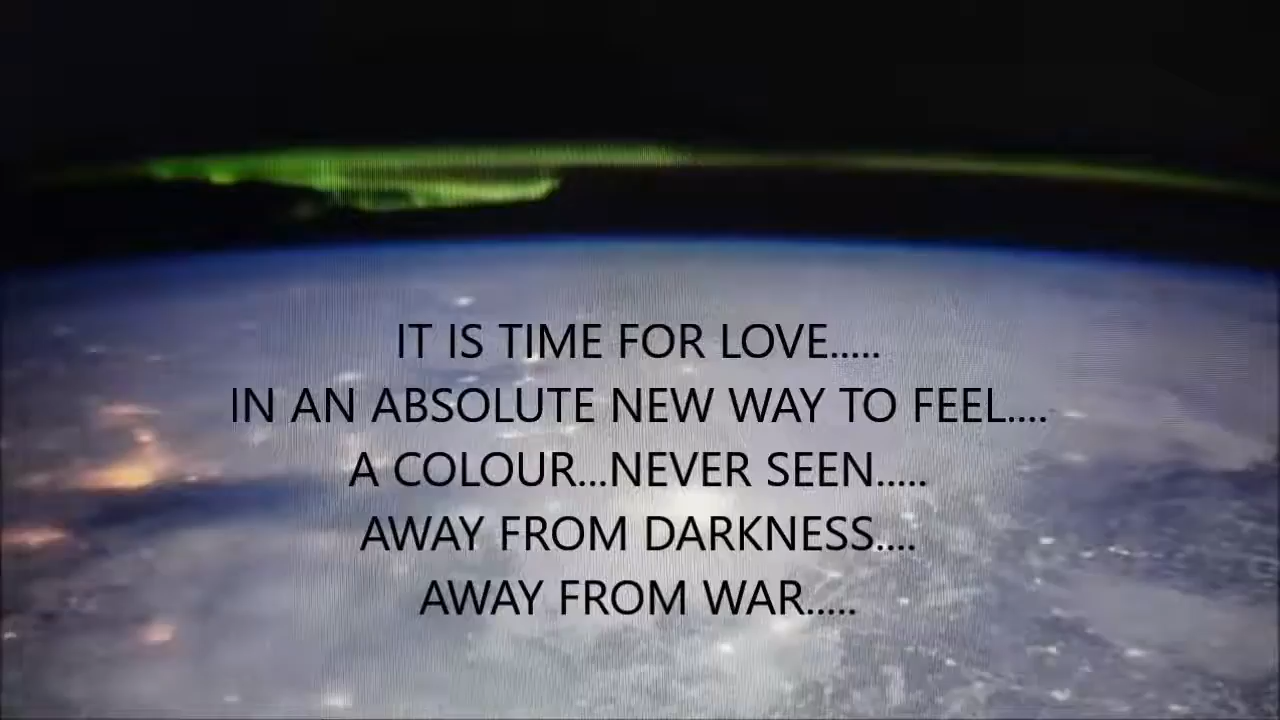 IT IS TIME FOR LOVE.....
IN AN ABSOLUTE NEW WAY TO FEEL....
A COLOUR...NEVER SEEN.....
AWAY FROM DARKNESS....
AWAY FROM WAR.....